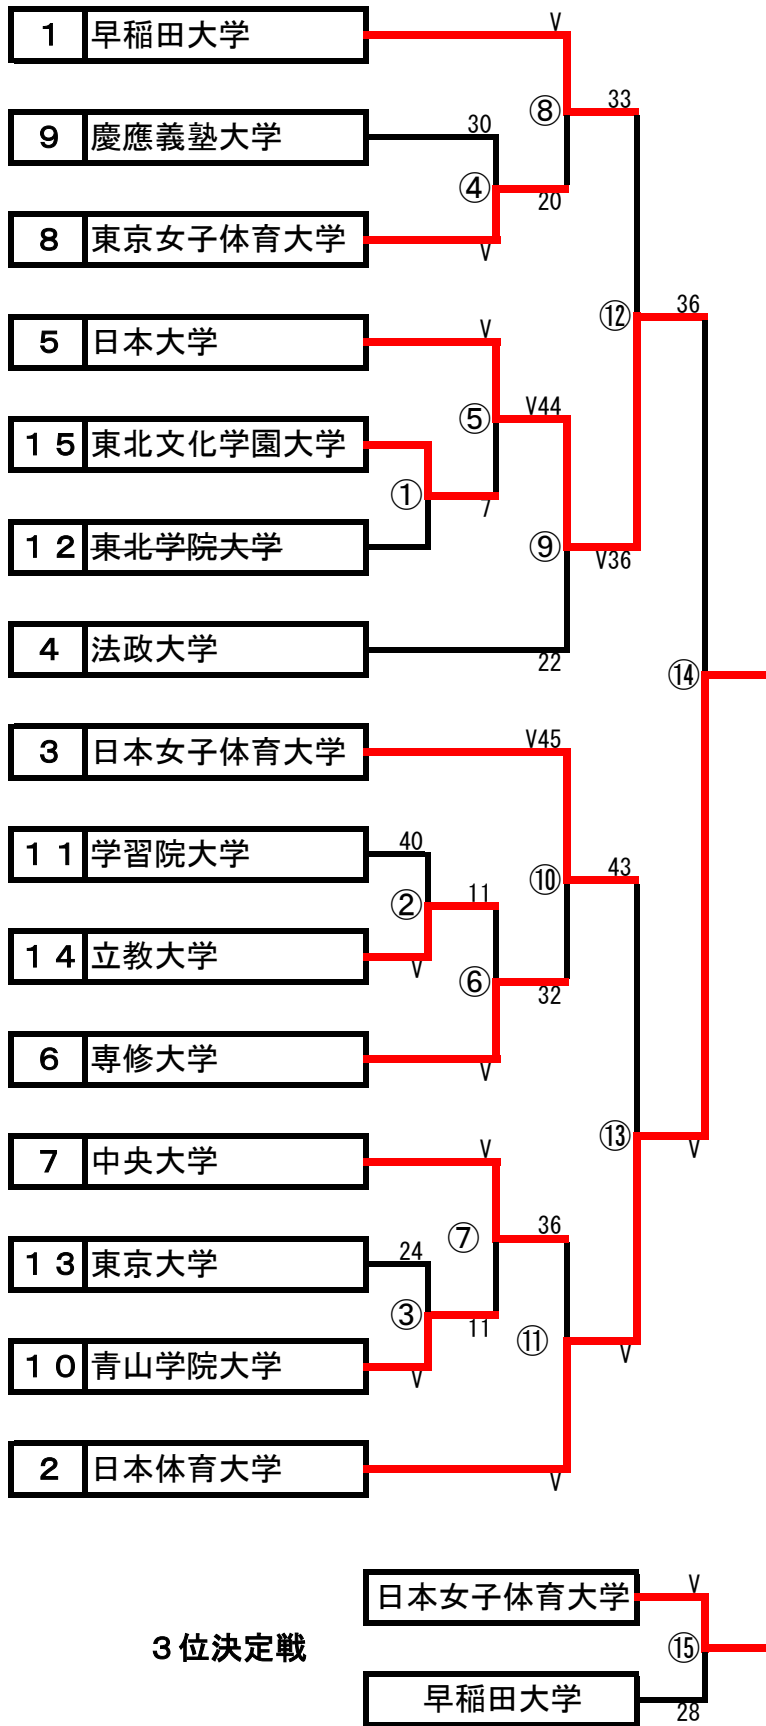 V
1 早稲田大学
⑧ 33
9 慶應義塾大学 30
④ 20
8 東京女子体育大学 V
⑫ 36
5 日本大学 V
⑤ V44
15 東北文化学園大学
① 7
12 東北学院大学 ⑨ V36
4 法政大学 22
⑭
3 日本女子体育大学 V45
11 学習院大学 40
⑩ 43
② 11
14 立教大学 V
⑥ 32
6 専修大学 V
⑬ V
7 中央大学 V
⑦ 36
13 東京大学 24
③ 11
⑪ V
10 青山学院大学 V
2 日本体育大学 V
日本女子体育大学 V
3位決定戦 ⑮
早稲田大学 28